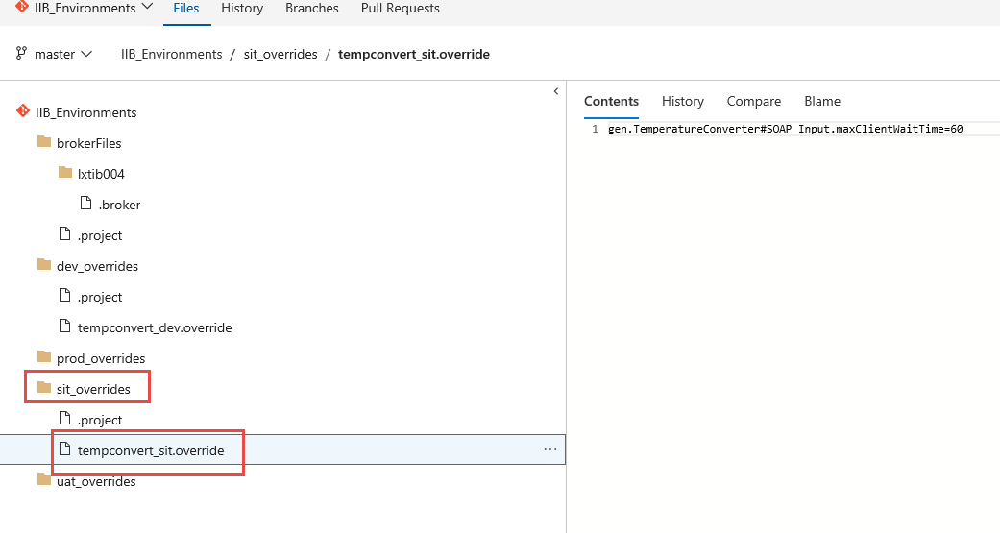 IIB_Environments Files History Branches Pull Requests
master IIB_Environments / sit_overrides / tempconvert_sit.override
IIB_Environments
brokerFiles
lxtib004
.broker
.project
dev_overrides
.project
tempconvert_dev.override
prod_overrides
sit_overrides
.project
tempconvert_sit.override
uat_overrides
Contents History Compare Blame
1 gen.TemperatureConverter#SOAP Input.maxClientWaitTime=60